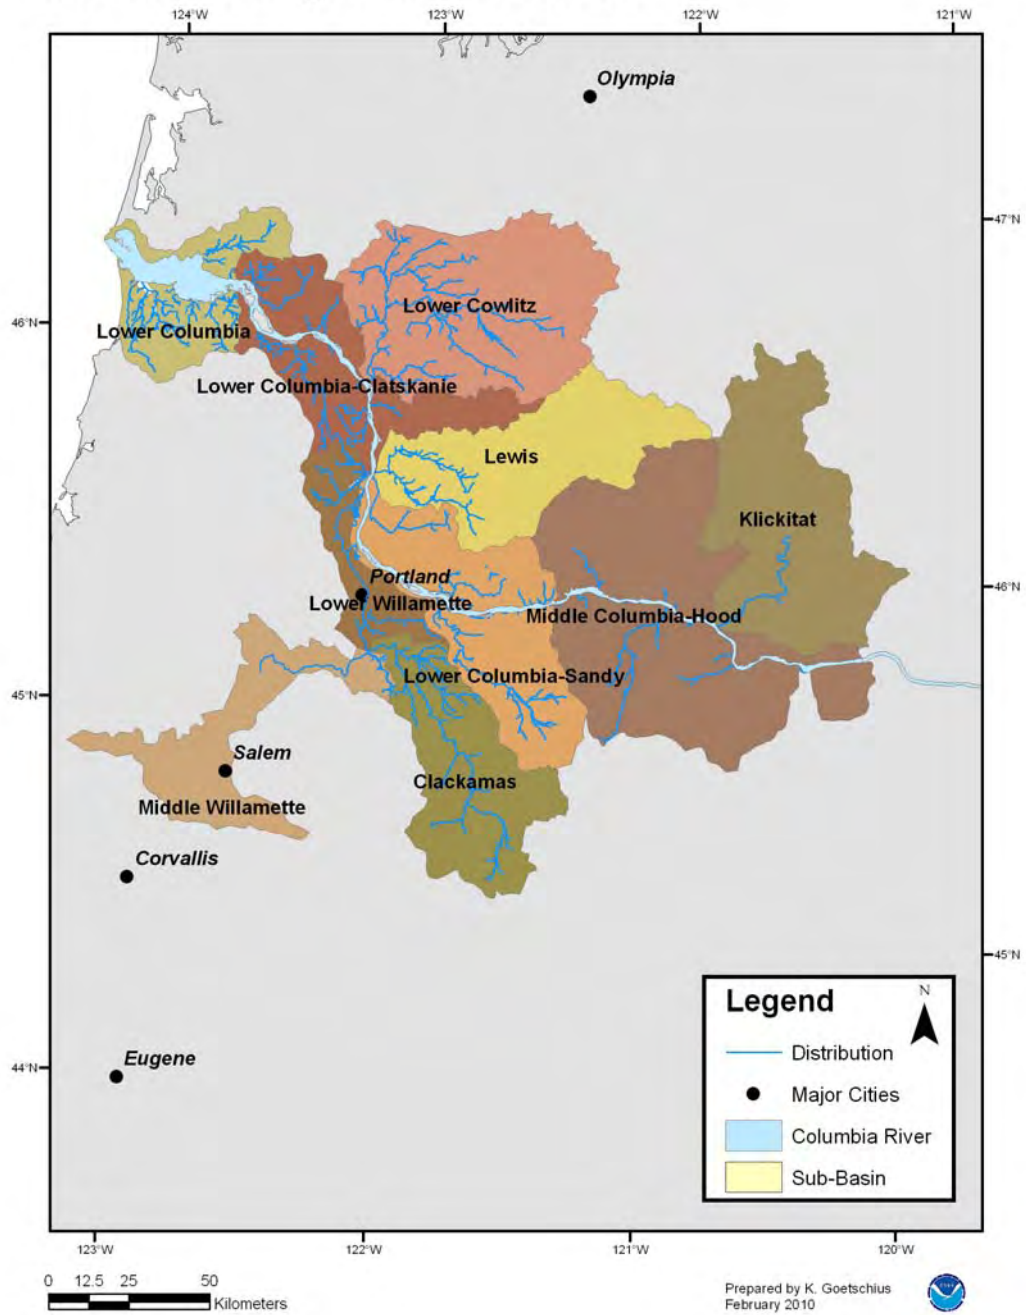 124°W 123°W 122°W 121°W
Olympia
47°N
46°N
Lower Cowlitz
Lower Columbia
Lower Columbia-Clatskanie
Lewis
Klickitat
46°N
Portland
Lower Willamette
Middle Columbia-Hood
Lower Columbia-Sandy
45°N
Salem
Clackamas
Middle Willamette
Corvallis
45°N
Legend
N
Distribution
Eugene
44°N
Major Cities
Columbia River
Sub-Basin
123°W 122°W 121°W 120°W
0 12.5 25 50
Kilometers
Prepared by K. Goetschius
February 2010